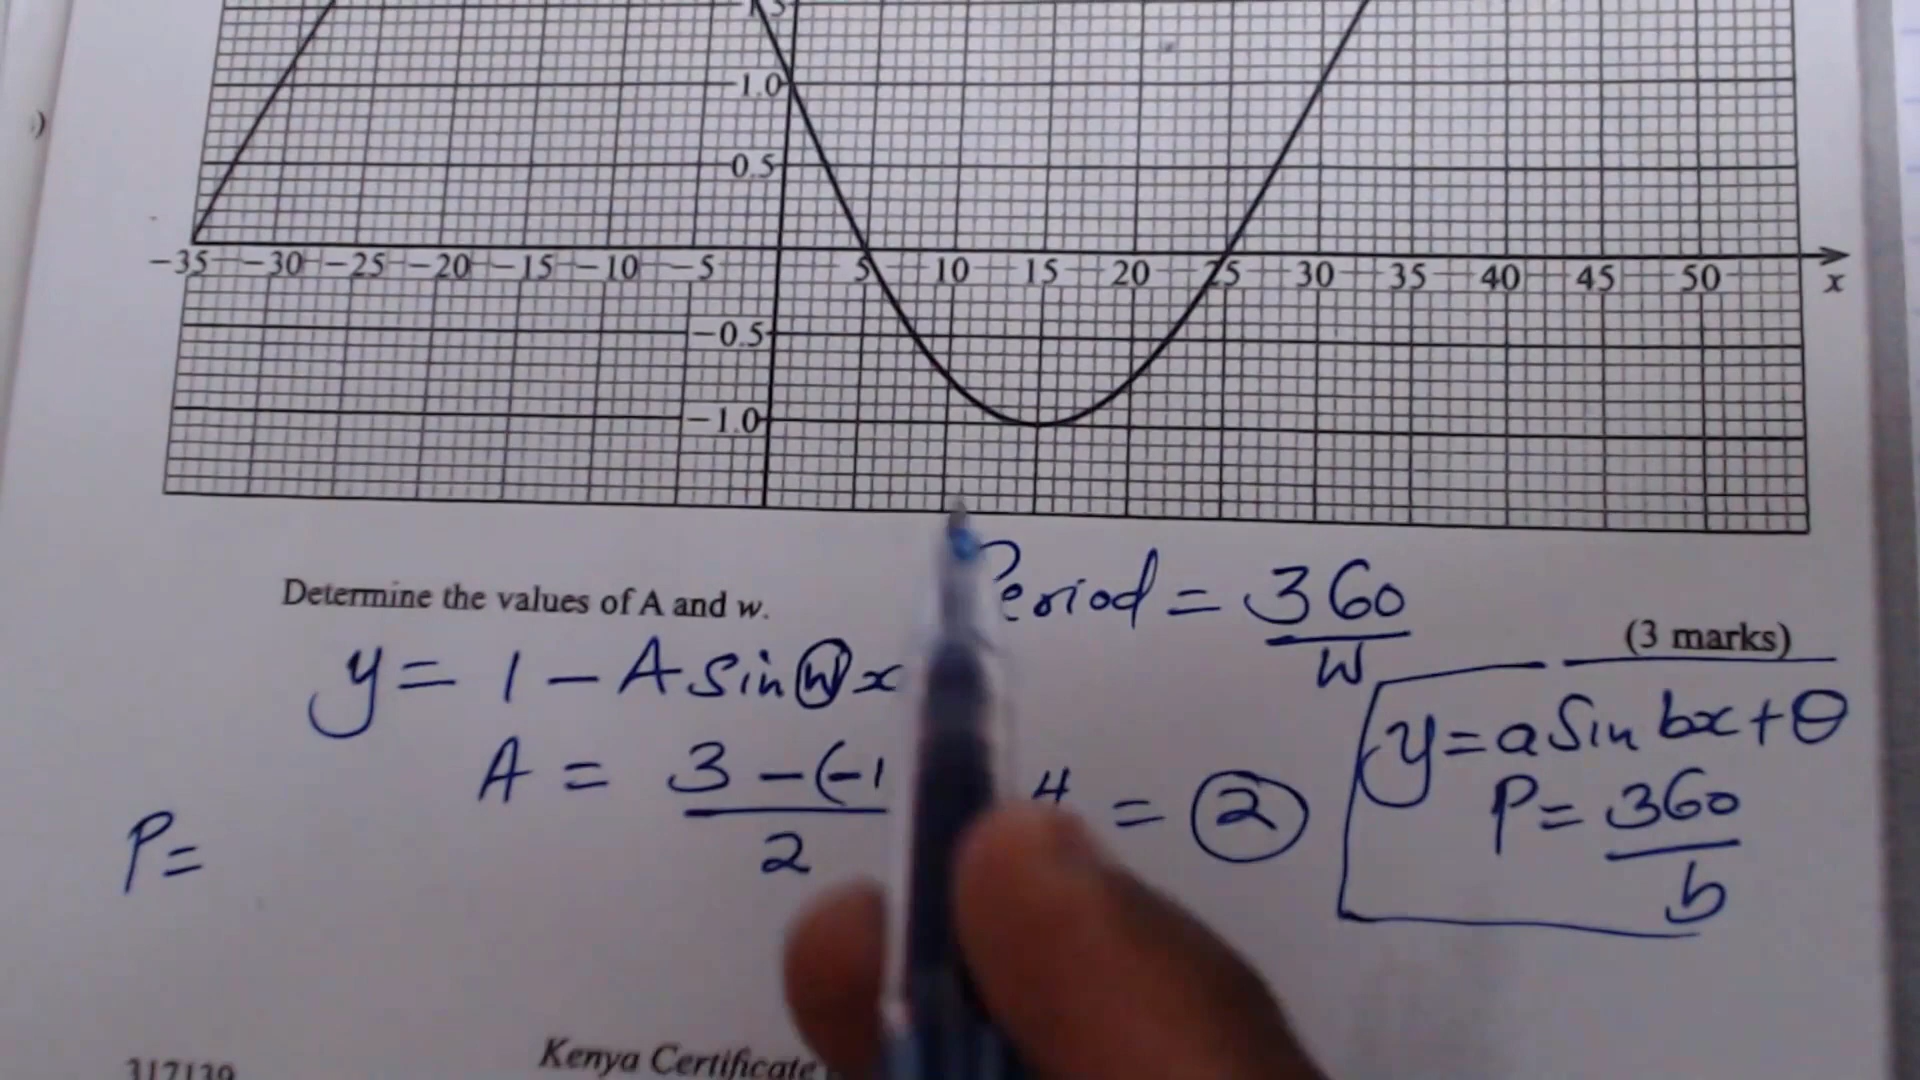 1.0
0.5
−35 −30 −25 −20 −15 −10 −5 5 10 15 20 25 30 35 40 45 50 x
−0.5
−1.0
Period = 360
W
Determine the values of A and w.
(3 marks)
y = 1 − A sin w x
y = a sin bx + θ
A = 3 − (−1
2
4 = 2
P = 360
b
P =
Kenya Certificate
317139